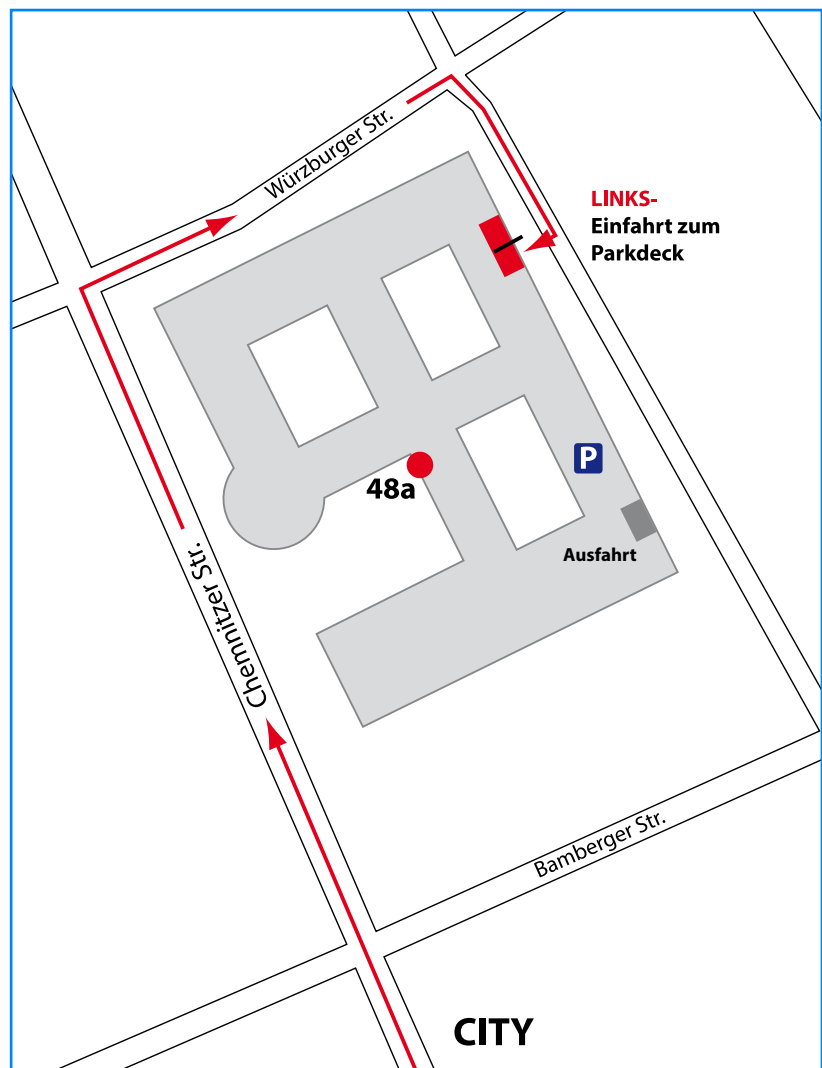 Würzburger Str.
LINKS-
Einfahrt zum
Parkdeck
P
48a
Ausfahrt
Chemnitzer Str.
Bamberger Str.
CITY